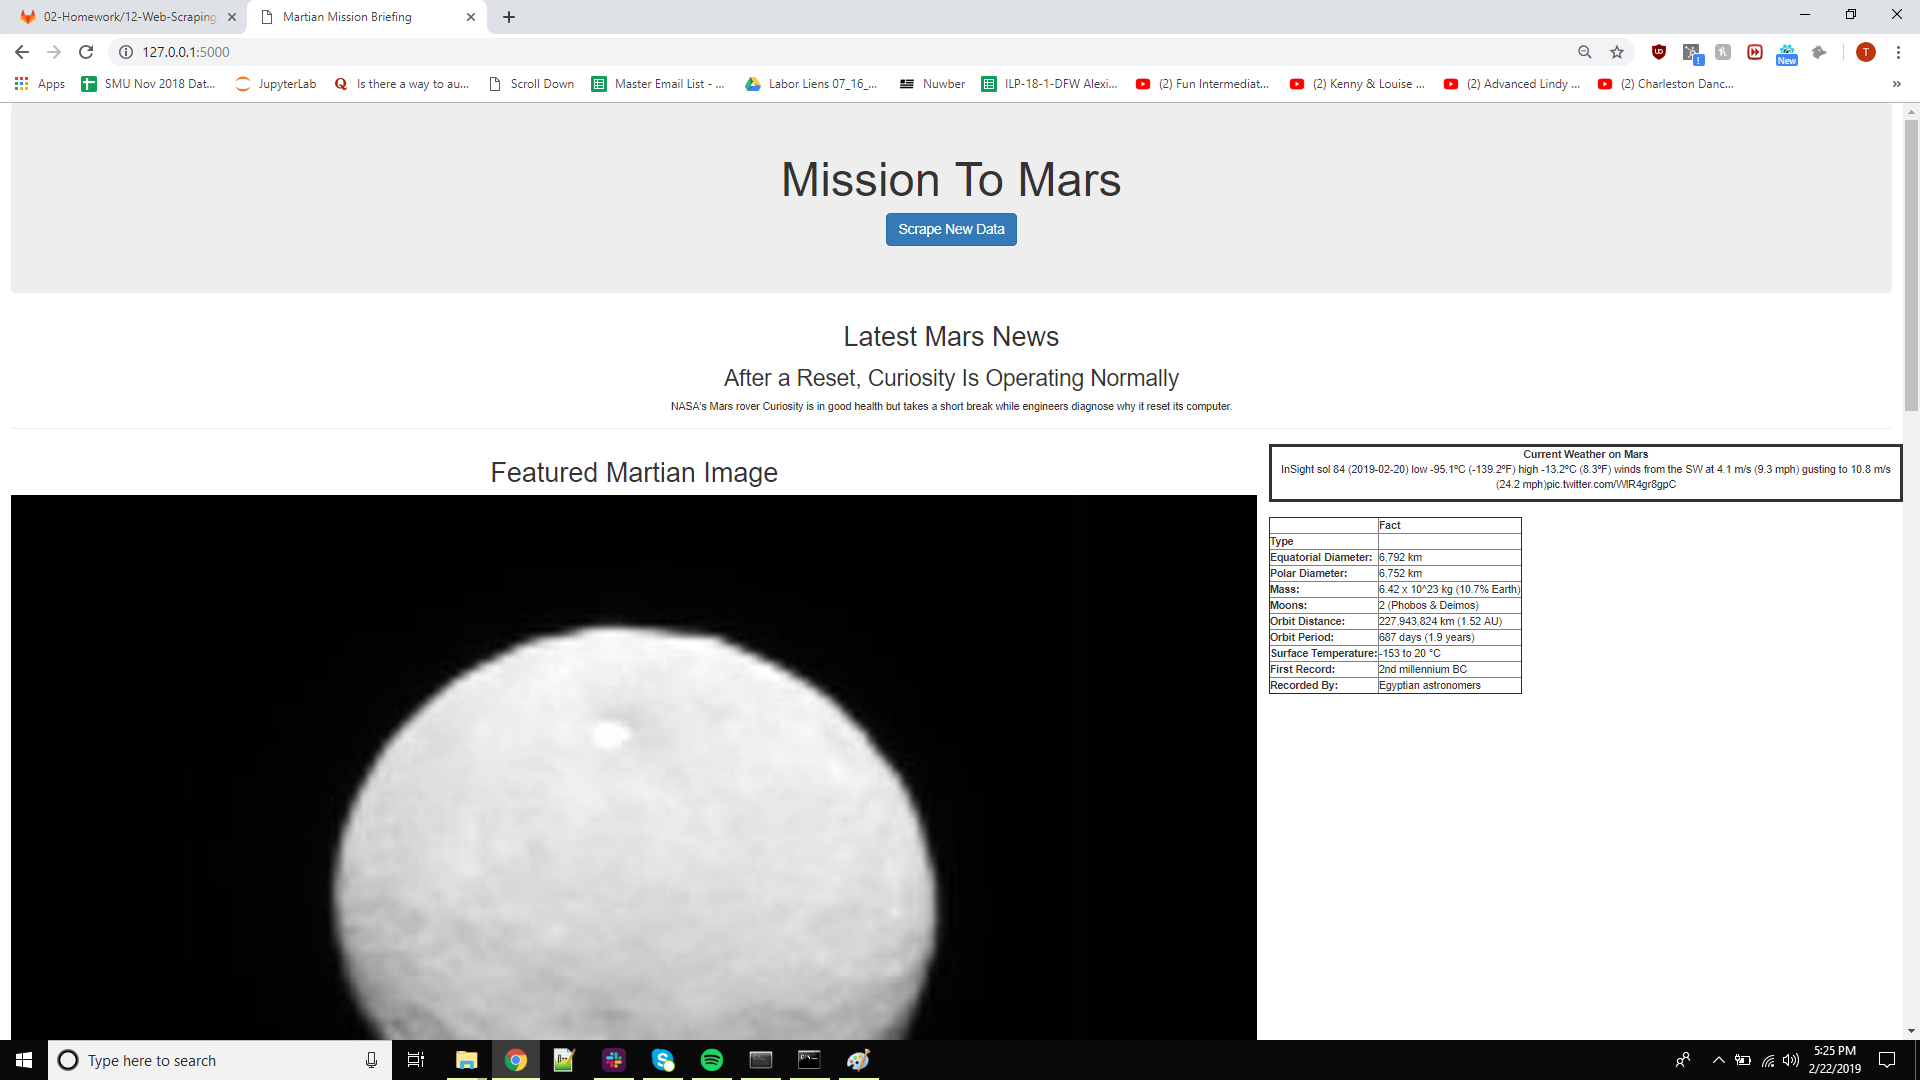 02-Homework/12-Web-Scraping
Martian Mission Briefing
127.0.0.1:5000
New
T
Apps
SMU Nov 2018 Dat...
JupyterLab
Is there a way to au...
Scroll Down
Master Email List - ...
Labor Liens 07_16_...
Nuwber
ILP-18-1-DFW Alexi...
(2) Fun Intermediat...
(2) Kenny & Louise ...
(2) Advanced Lindy ...
(2) Charleston Danc...
Mission To Mars
Scrape New Data
Latest Mars News
After a Reset, Curiosity Is Operating Normally
NASA's Mars rover Curiosity is in good health but takes a short break while engineers diagnose why it reset its computer.
Featured Martian Image
Current Weather on Mars
InSight sol 84 (2019-02-20) low -95.1ºC (-139.2ºF) high -13.2ºC (8.3ºF) winds from the SW at 4.1 m/s (9.3 mph) gusting to 10.8 m/s
(24.2 mph)pic.twitter.com/WlR4gr8gpC
Fact
Type
Equatorial Diameter: 6,792 km
Polar Diameter: 6,752 km
Mass: 6.42 x 10^23 kg (10.7% Earth)
Moons: 2 (Phobos & Deimos)
Orbit Distance: 227,943,824 km (1.52 AU)
Orbit Period: 687 days (1.9 years)
Surface Temperature: -153 to 20 °C
First Record: 2nd millennium BC
Recorded By: Egyptian astronomers
Type here to search
5:25 PM
2/22/2019